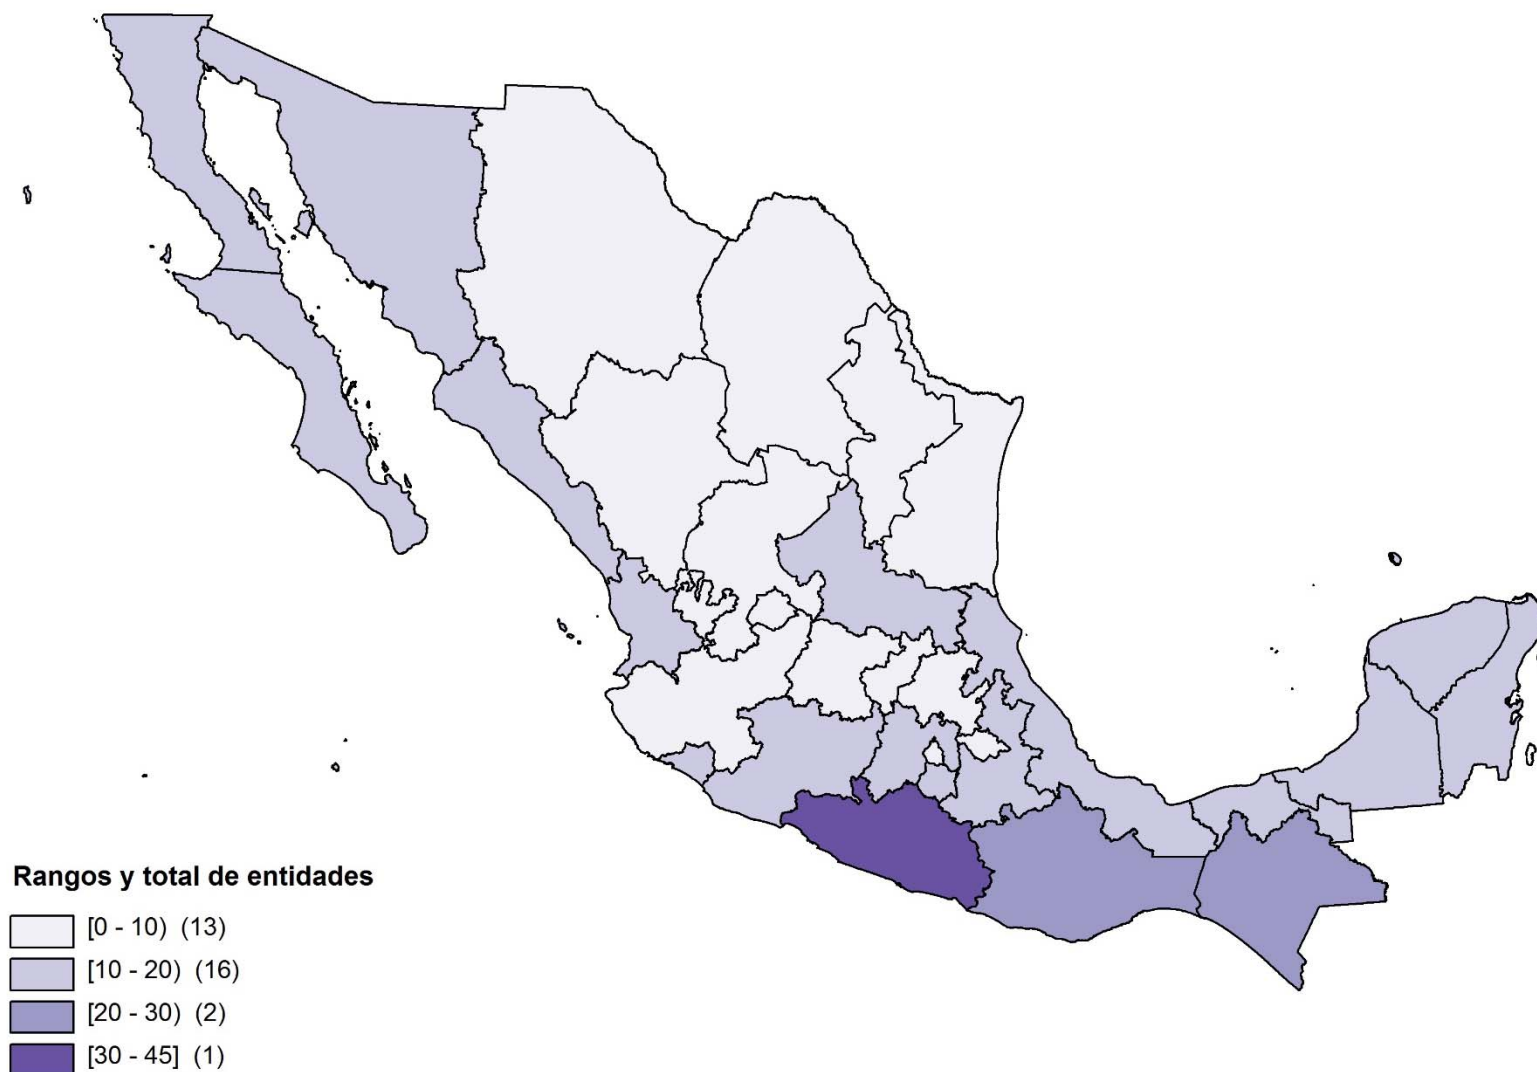 Rangos y total de entidades
[0 - 10) (13)
[10 - 20) (16)
[20 - 30) (2)
[30 - 45] (1)